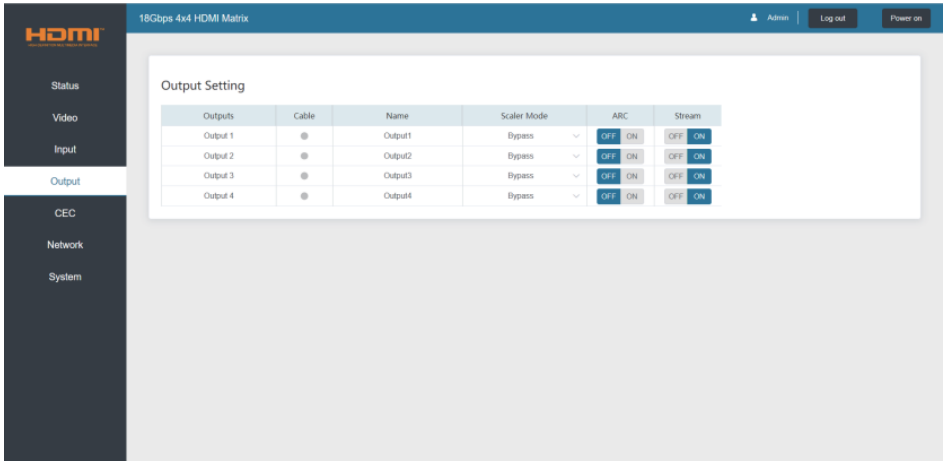 HDMI
18Gbps 4x4 HDMI Matrix
Admin
Log out
Power on
Status
Video
Input
Output
CEC
Network
System
Output Setting
Outputs Cable Name Scaler Mode ARC Stream
Output 1 Output1 Bypass OFF ON OFF ON
Output 2 Output2 Bypass OFF ON OFF ON
Output 3 Output3 Bypass OFF ON OFF ON
Output 4 Output4 Bypass OFF ON OFF ON